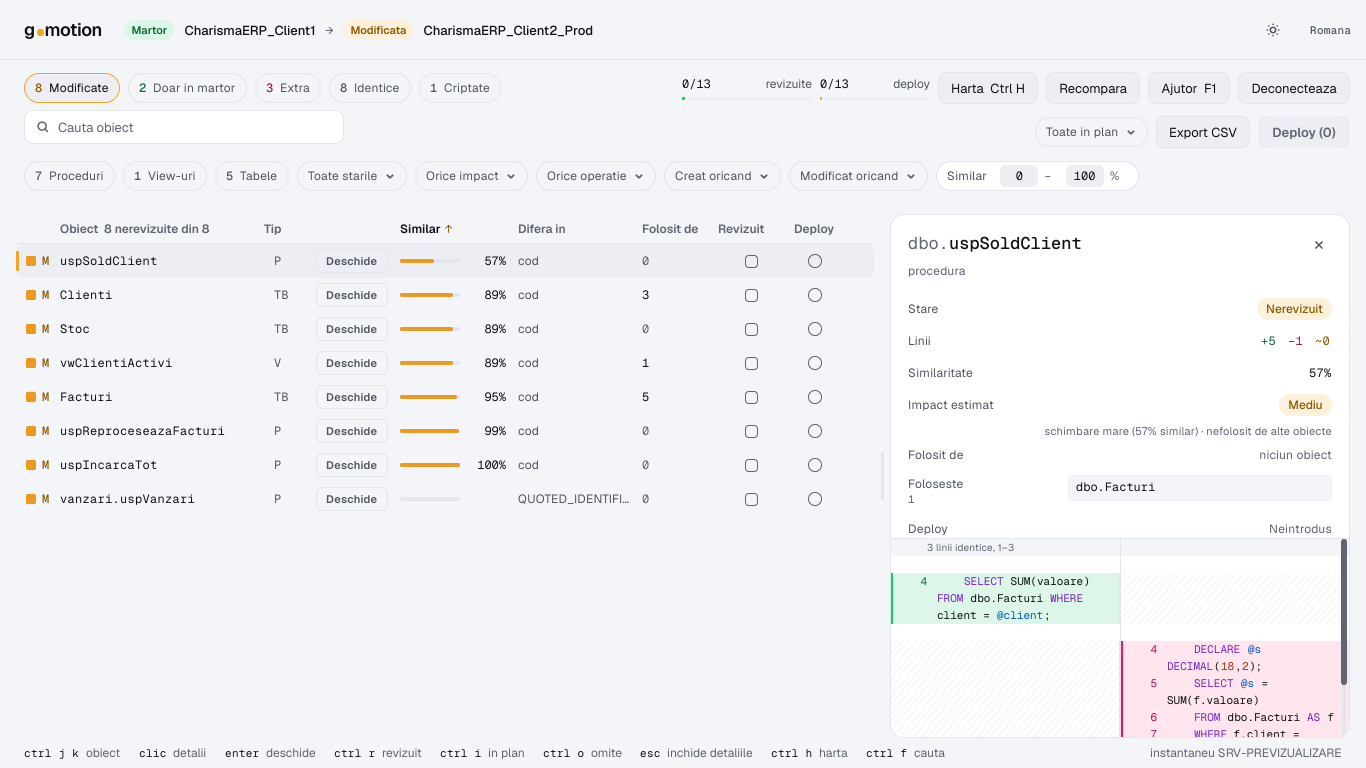 gomotion Martor CharismaERP_Client1 → Modificata CharismaERP_Client2_Prod Romana
8 Modificate 2 Doar in martor 3 Extra 8 Identice 1 Criptate 0/13 revizuite 0/13 deploy Harta Ctrl H Recompara Ajutor F1 Deconecteaza
Cauta obiect Toate in plan Export CSV Deploy (0)
7 Proceduri 1 View-uri 5 Tabele Toate starile Orice impact Orice operatie Creat oricand Modificat oricand Similar 0 – 100 %
Obiect 8 nerevizuite din 8 Tip Similar ↑ Difera in Folosit de Revizuit Deploy
M uspSoldClient P Deschide 57% cod 0
M Clienti TB Deschide 89% cod 3
M Stoc TB Deschide 89% cod 0
M vwClientiActivi V Deschide 89% cod 1
M Facturi TB Deschide 95% cod 5
M uspReproceseazaFacturi P Deschide 99% cod 0
M uspIncarcaTot P Deschide 100% cod 0
M vanzari.uspVanzari P Deschide QUOTED_IDENTIFI… 0
dbo.uspSoldClient ×
procedura
Stare Nerevizuit
Linii +5 −1 ~0
Similaritate 57%
Impact estimat Mediu
schimbare mare (57% similar) · nefolosit de alte obiecte
Folosit de niciun obiect
Foloseste dbo.Facturi
1
Deploy Neintrodus
3 linii identice, 1–3
4 SELECT SUM(valoare)
FROM dbo.Facturi WHERE
client = @client;
4 DECLARE @s
DECIMAL(18,2);
5 SELECT @s =
SUM(f.valoare)
6 FROM dbo.Facturi AS f
7 WHERE f.client =
ctrl j k obiect clic detalii enter deschide ctrl r revizuit ctrl i in plan ctrl o omite esc inchide detaliile ctrl h harta ctrl f cauta instantaneu SRV-PREVIZUALIZARE